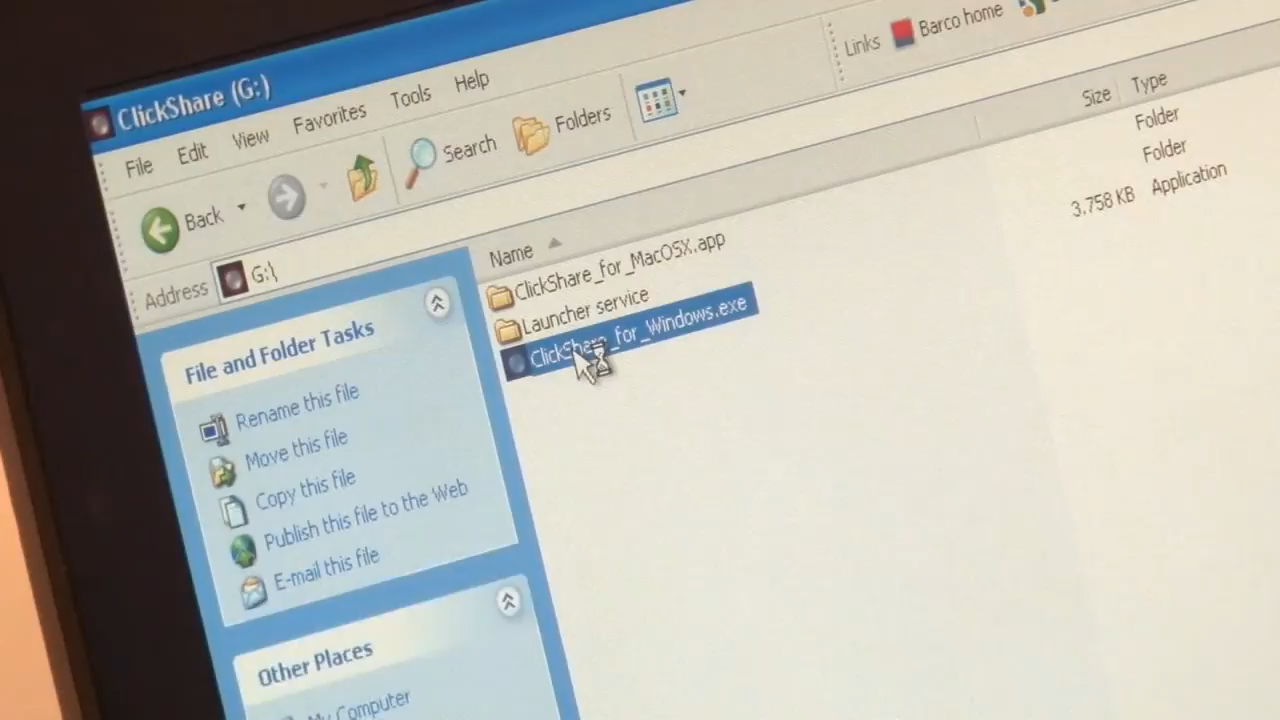 ClickShare (G:)
File Edit View Favorites Tools Help
Links Barco home
Back Search Folders
Address G:\
Name Size Type
ClickShare_for_MacOSX.app Folder
Launcher service Folder
ClickShare_for_Windows.exe 3.758 KB Application
File and Folder Tasks
Rename this file
Move this file
Copy this file
Publish this file to the Web
E-mail this file
Other Places
My Computer